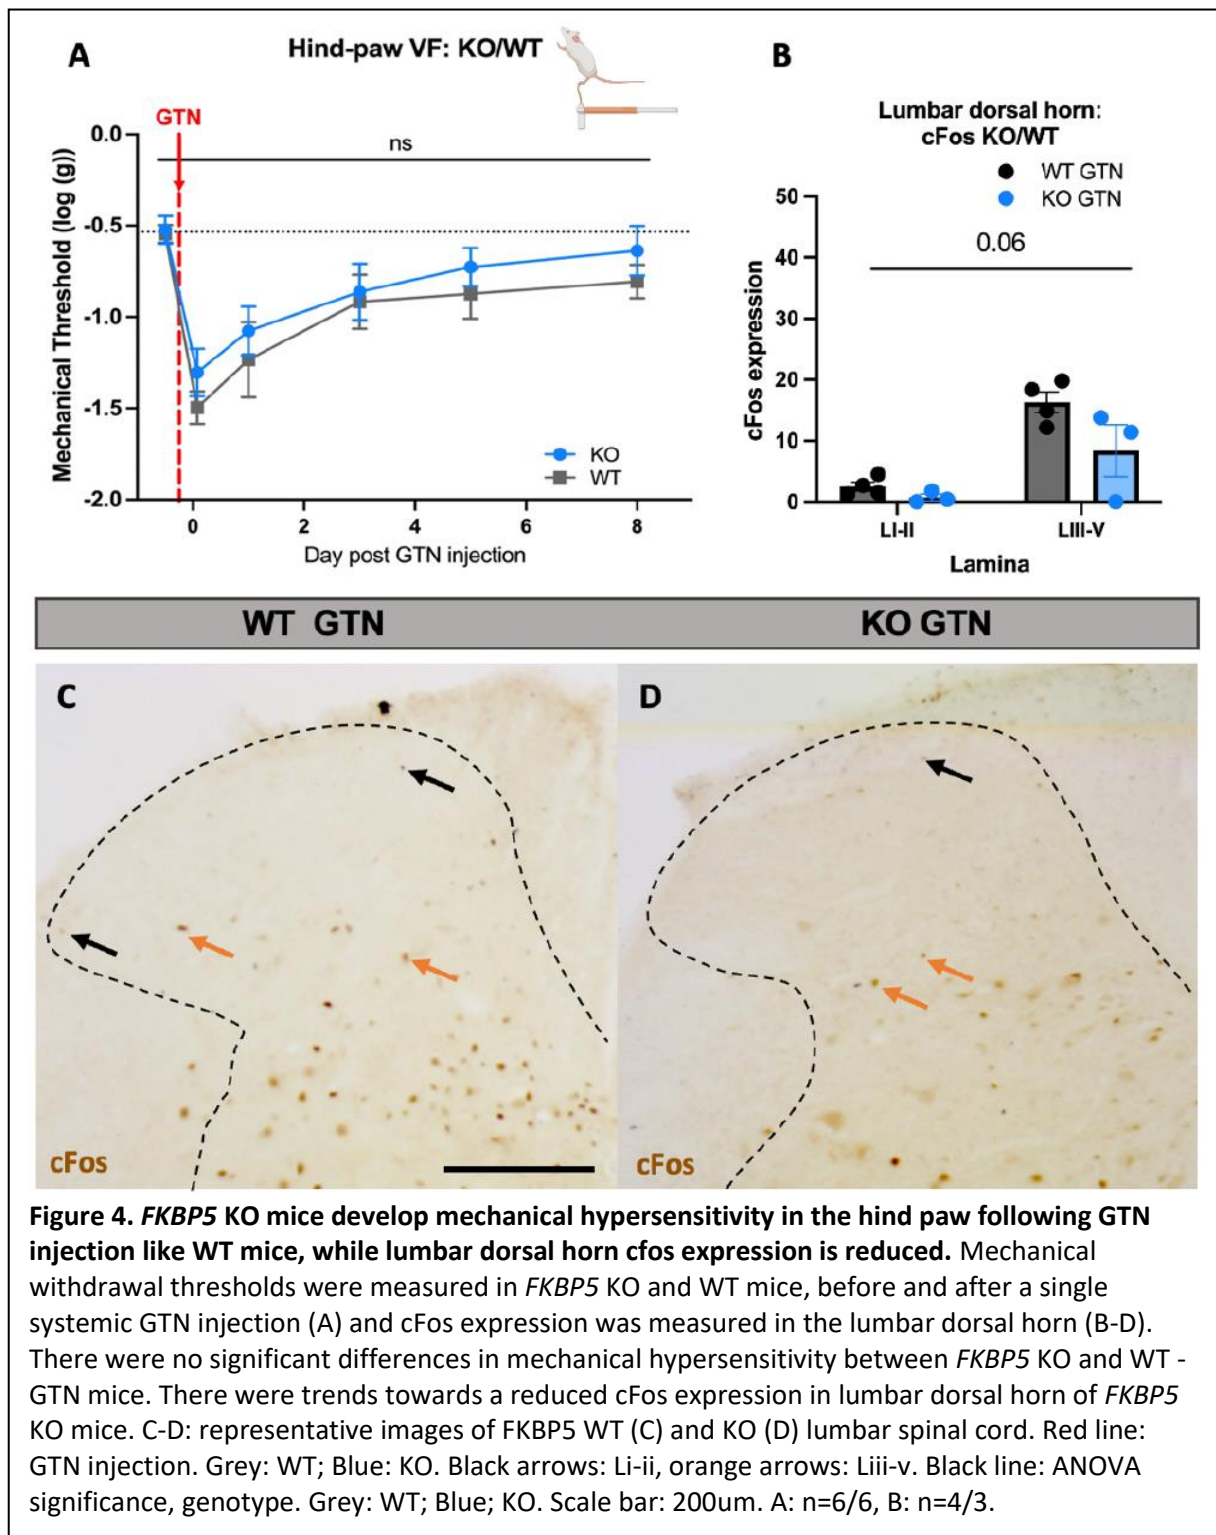 A
Hind-paw VF: KO/WT
GTN
ns
Mechanical Threshold (log (g))
0.0
-0.5
-1.0
-1.5
-2.0
KO
WT
0 2 4 6 8
Day post GTN injection
B
Lumbar dorsal horn:
cFos KO/WT
WT GTN
KO GTN
0.06
cFos expression
50
40
30
20
10
0
LI-II LIII-V
Lamina
WT GTN KO GTN
C D
cFos cFos
Figure 4. FKBP5 KO mice develop mechanical hypersensitivity in the hind paw following GTN
injection like WT mice, while lumbar dorsal horn cfos expression is reduced. Mechanical
withdrawal thresholds were measured in FKBP5 KO and WT mice, before and after a single
systemic GTN injection (A) and cFos expression was measured in the lumbar dorsal horn (B-D).
There were no significant differences in mechanical hypersensitivity between FKBP5 KO and WT -
GTN mice. There were trends towards a reduced cFos expression in lumbar dorsal horn of FKBP5
KO mice. C-D: representative images of FKBP5 WT (C) and KO (D) lumbar spinal cord. Red line:
GTN injection. Grey: WT; Blue: KO. Black arrows: Li-ii, orange arrows: Liii-v. Black line: ANOVA
significance, genotype. Grey: WT; Blue; KO. Scale bar: 200um. A: n=6/6, B: n=4/3.